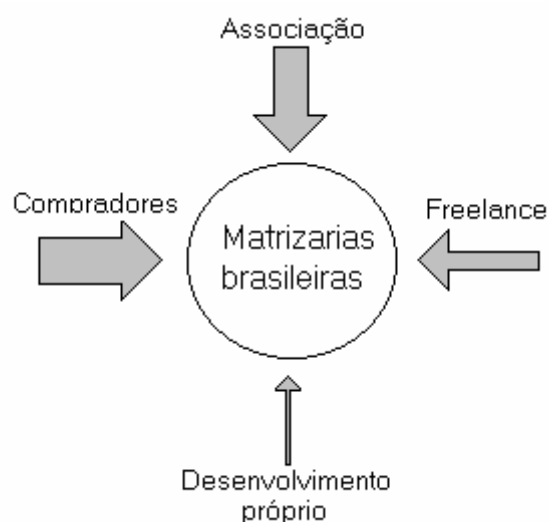 Associação
Compradores
Freelance
Matrizarias
brasileiras
Desenvolvimento
próprio